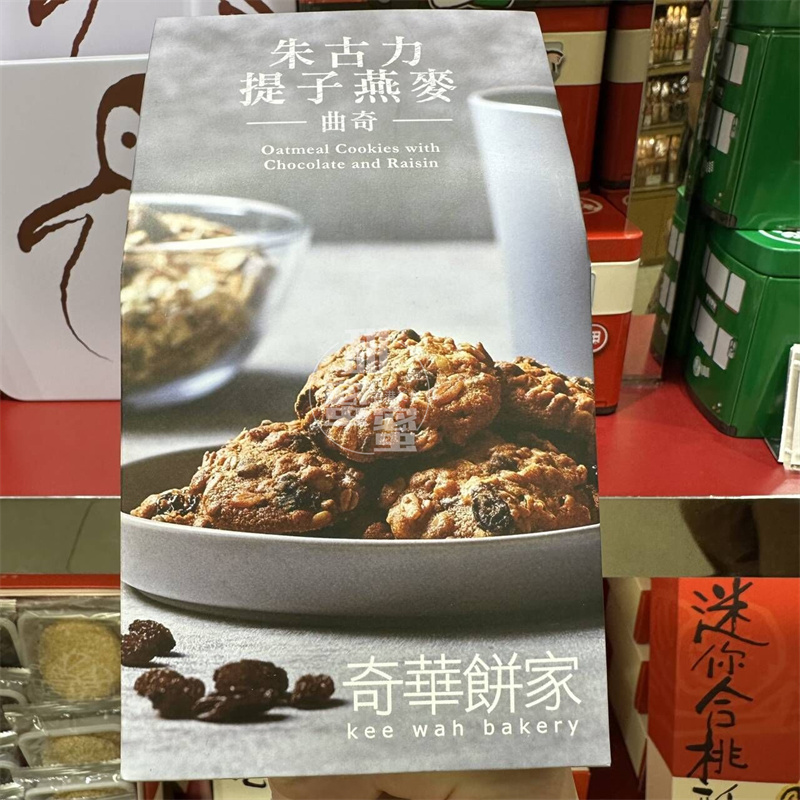 朱古力
提子燕麥
曲奇
Oatmeal Cookies with
Chocolate and Raisin
奇華餅家
kee wah bakery
迷你合桃